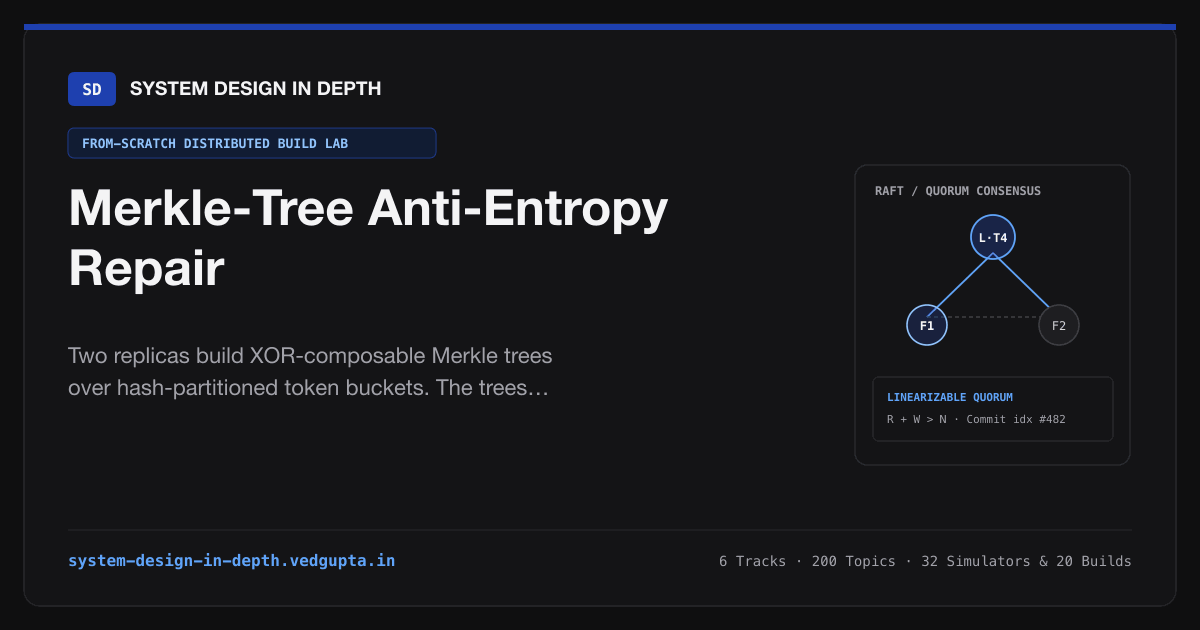 SD
SYSTEM DESIGN IN DEPTH
FROM-SCRATCH DISTRIBUTED BUILD LAB
Merkle-Tree Anti-Entropy
Repair
Two replicas build XOR-composable Merkle trees
over hash-partitioned token buckets. The trees…
RAFT / QUORUM CONSENSUS
L·T4
F1
F2
LINEARIZABLE QUORUM
R + W > N · Commit idx #482
system-design-in-depth.vedgupta.in
6 Tracks · 200 Topics · 32 Simulators & 20 Builds